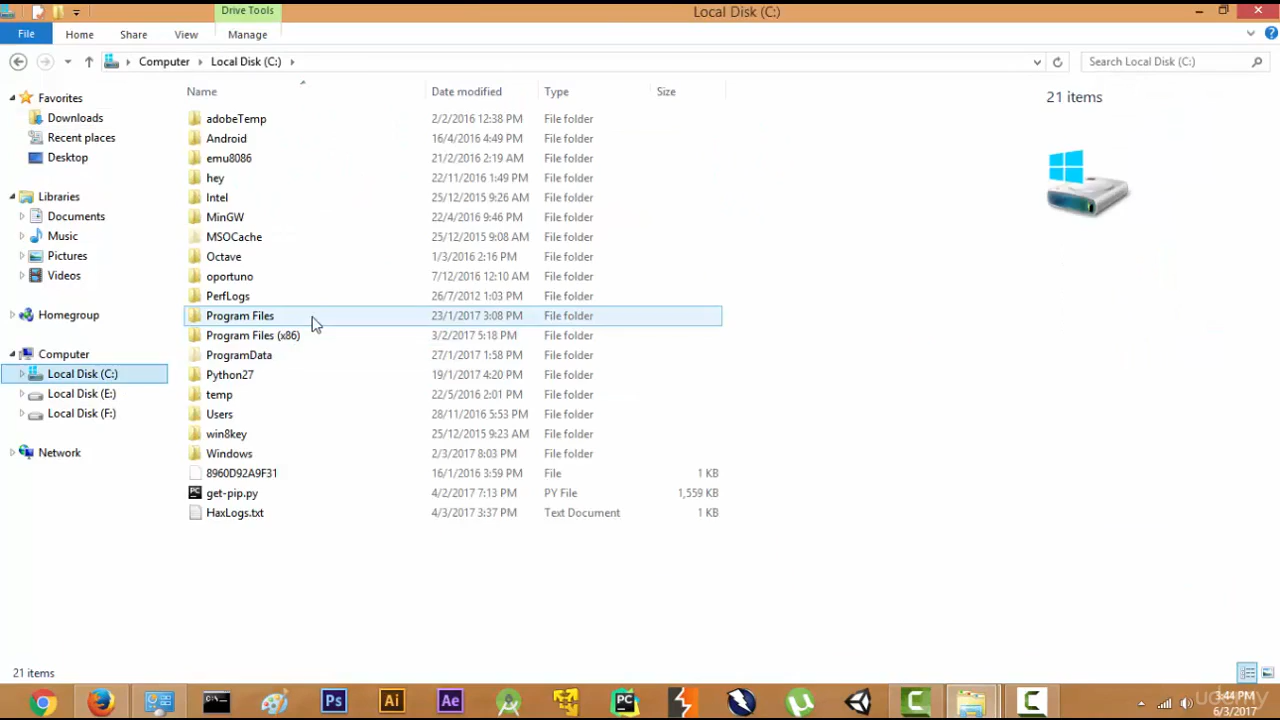 Drive Tools
Local Disk (C:)
File
Home
Share
View
Manage
Computer
Local Disk (C:)
Search Local Disk (C:)
Name
Date modified
Type
Size
21 items
Favorites
Downloads
Recent places
Desktop
Libraries
Documents
Music
Pictures
Videos
Homegroup
Computer
Local Disk (C:)
Local Disk (E:)
Local Disk (F:)
Network
adobeTemp 2/2/2016 12:38 PM File folder
Android 16/4/2016 4:49 PM File folder
emu8086 21/2/2016 2:19 AM File folder
hey 22/11/2016 1:49 PM File folder
Intel 25/12/2015 9:26 AM File folder
MinGW 22/4/2016 9:46 PM File folder
MSOCache 25/12/2015 9:08 AM File folder
Octave 1/3/2016 2:16 PM File folder
oportuno 7/12/2016 12:10 AM File folder
PerfLogs 26/7/2012 1:03 PM File folder
Program Files 23/1/2017 3:08 PM File folder
Program Files (x86) 3/2/2017 5:18 PM File folder
ProgramData 27/1/2017 1:58 PM File folder
Python27 19/1/2017 4:20 PM File folder
temp 22/5/2016 2:01 PM File folder
Users 28/11/2016 5:53 PM File folder
win8key 25/12/2015 9:23 AM File folder
Windows 2/3/2017 8:03 PM File folder
8960D92A9F31 16/1/2016 3:59 PM File 1 KB
get-pip.py 4/2/2017 7:13 PM PY File 1,559 KB
HaxLogs.txt 4/3/2017 3:37 PM Text Document 1 KB
21 items
Ps
Ai
Ae
PC
udemy
3:44 PM
6/3/2017